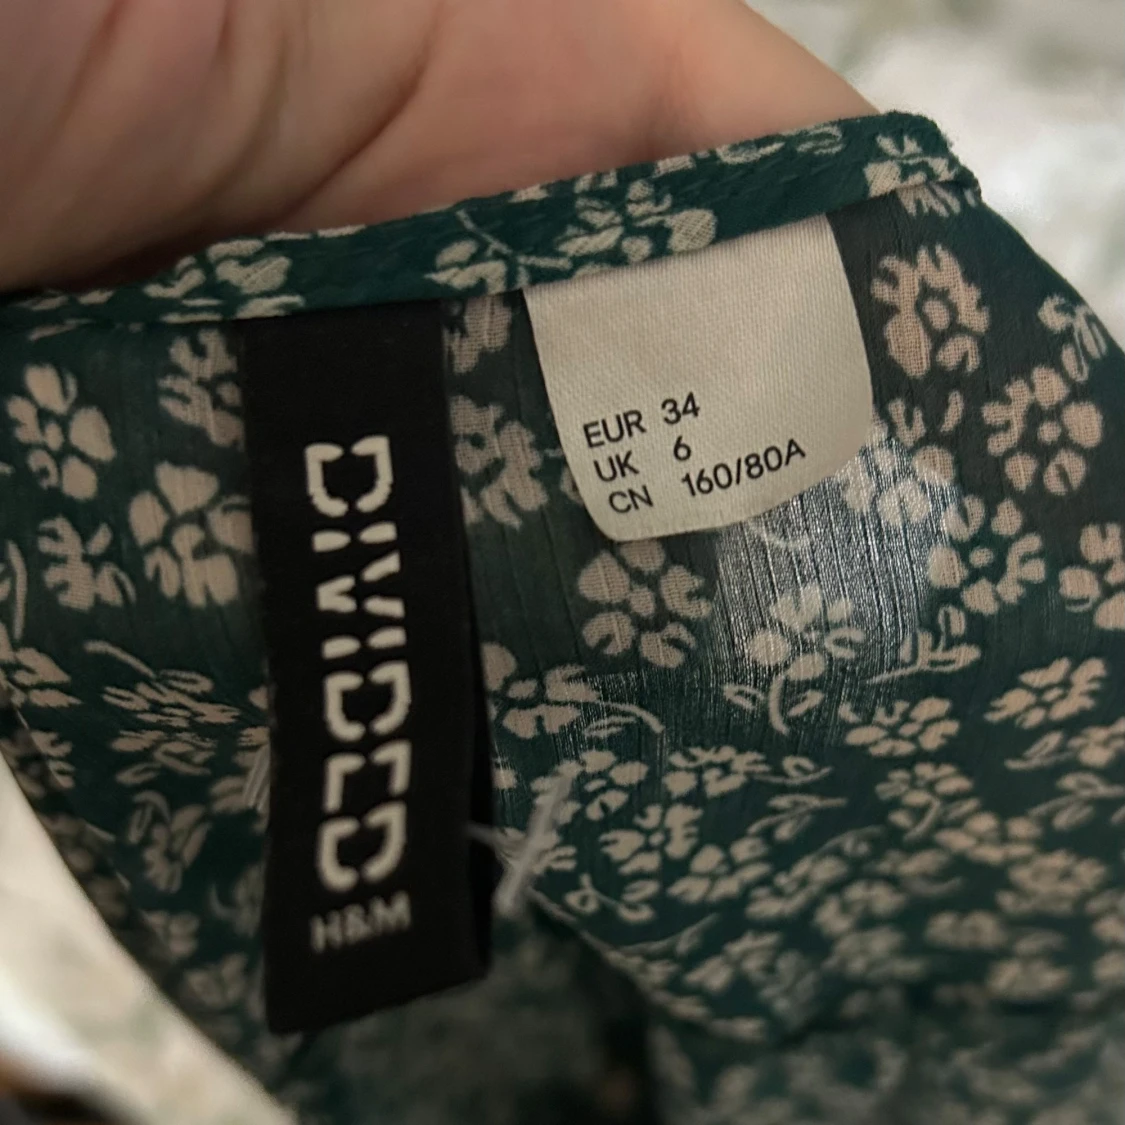 DIVIDED
H&M
EUR 34
UK 6
CN 160/80A